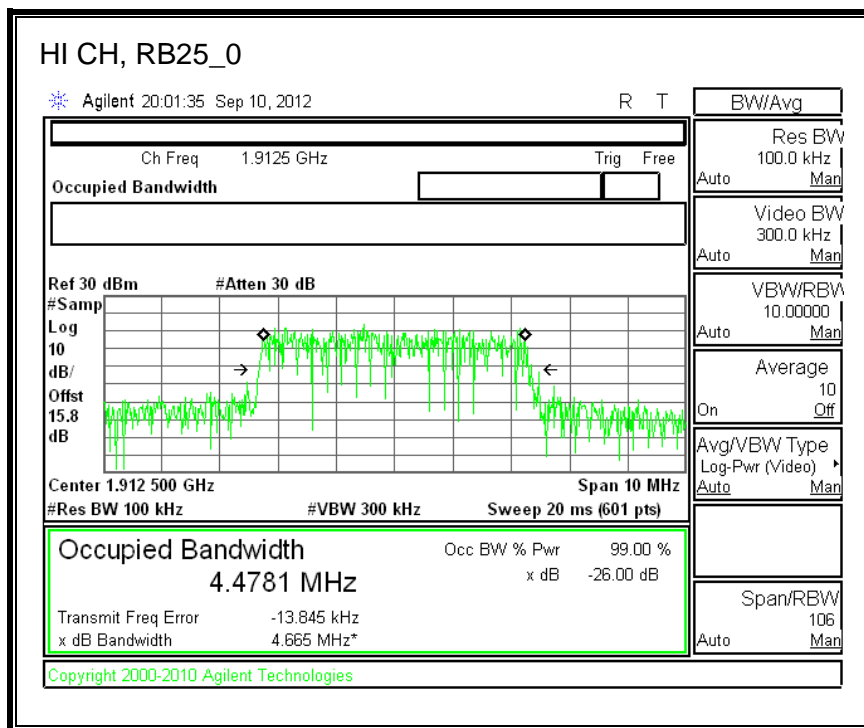 HI CH, RB25_0
Agilent 20:01:35 Sep 10, 2012 R T
Ch Freq 1.9125 GHz Trig Free
Occupied Bandwidth
Ref 30 dBm #Atten 30 dB
#Samp
Log
10
dB/
Offst
15.8
dB
Center 1.912 500 GHz Span 10 MHz
#Res BW 100 kHz #VBW 300 kHz Sweep 20 ms (601 pts)
Occupied Bandwidth
4.4781 MHz
Occ BW % Pwr 99.00 %
x dB -26.00 dB
Transmit Freq Error -13.845 kHz
x dB Bandwidth 4.665 MHz*
Copyright 2000-2010 Agilent Technologies
BW/Avg
Res BW
100.0 kHz
Auto Man
Video BW
300.0 kHz
Auto Man
VBW/RBW
10.00000
Auto Man
Average
10
On Off
Avg/VBW Type
Log-Pwr (Video)
Auto Man
Span/RBW
106
Auto Man